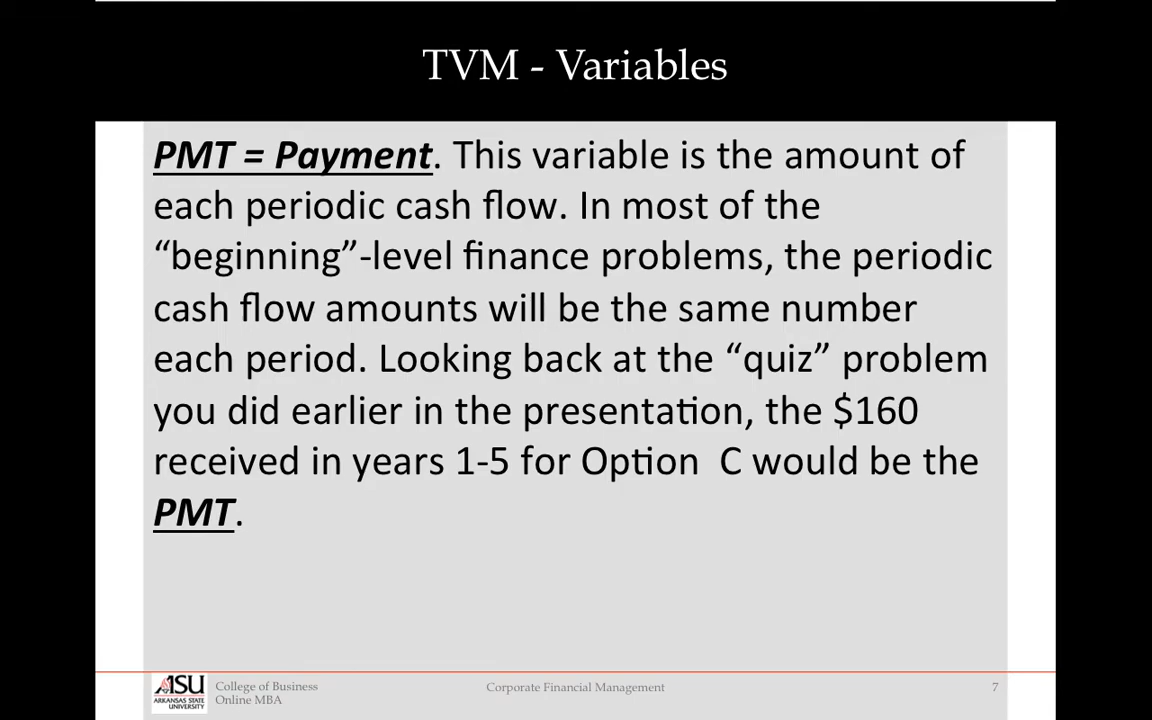 TVM - Variables
PMT = Payment. This variable is the amount of
each periodic cash flow. In most of the
“beginning”-level finance problems, the periodic
cash flow amounts will be the same number
each period. Looking back at the “quiz” problem
you did earlier in the presentation, the $160
received in years 1-5 for Option  C would be the
PMT.
ASU
ARKANSAS STATE
UNIVERSITY
College of Business
Online MBA
Corporate Financial Management
7